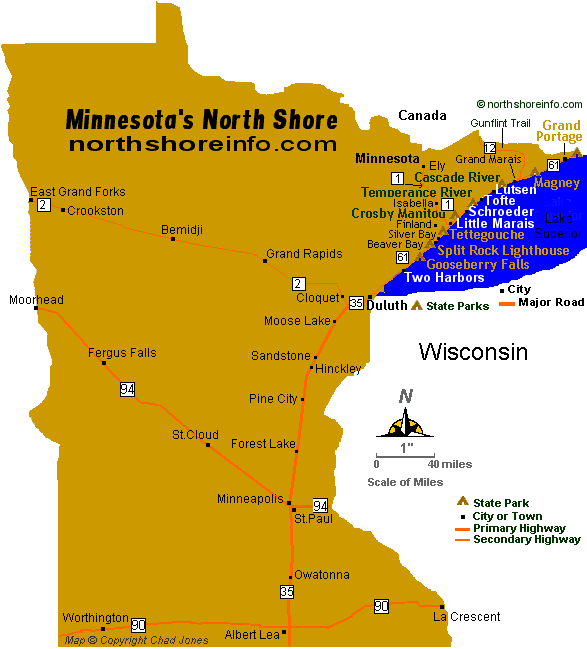 © northshoreinfo.com
Canada
Gunflint Trail
Grand
Portage
Minnesota's North Shore
northshoreinfo.com
12
Minnesota
Grand Marais
61
Ely
Cascade River
Magney
1
Temperance River
Lutsen
East Grand Forks
2
Isabella
1
Tofte
Crookston
Crosby Manitou
Schroeder
Lake
Superior
Finland
Little Marais
Bemidji
Silver Bay
Tettegouche
Beaver Bay
Split Rock Lighthouse
Grand Rapids
61
Gooseberry Falls
Two Harbors
2
City
Moorhead
Cloquet
35
Duluth
State Parks
Major Road
Moose Lake
Fergus Falls
Sandstone
Wisconsin
Hinckley
94
Pine City
N
St.Cloud
Forest Lake
1"
0
40 miles
Scale of Miles
Minneapolis
94
State Park
St.Paul
City or Town
Primary Highway
Secondary Highway
Owatonna
35
90
Worthington
90
La Crescent
Albert Lea
Map © Copyright Chad Jones